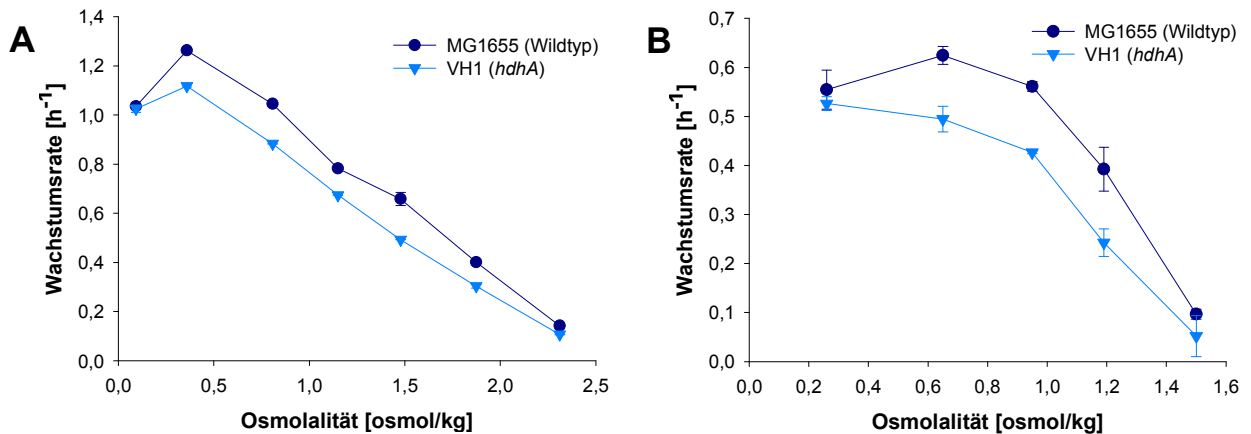 A
MG1655 (Wildtyp)
VH1 (hdhA)
Wachstumsrate [h⁻¹]
1,4
1,2
1,0
0,8
0,6
0,4
0,2
0,0
0,0 0,5 1,0 1,5 2,0 2,5
Osmolalität [osmol/kg]
B
MG1655 (Wildtyp)
VH1 (hdhA)
Wachstumsrate [h⁻¹]
0,7
0,6
0,5
0,4
0,3
0,2
0,1
0,0
0,0 0,2 0,4 0,6 0,8 1,0 1,2 1,4 1,6
Osmolalität [osmol/kg]